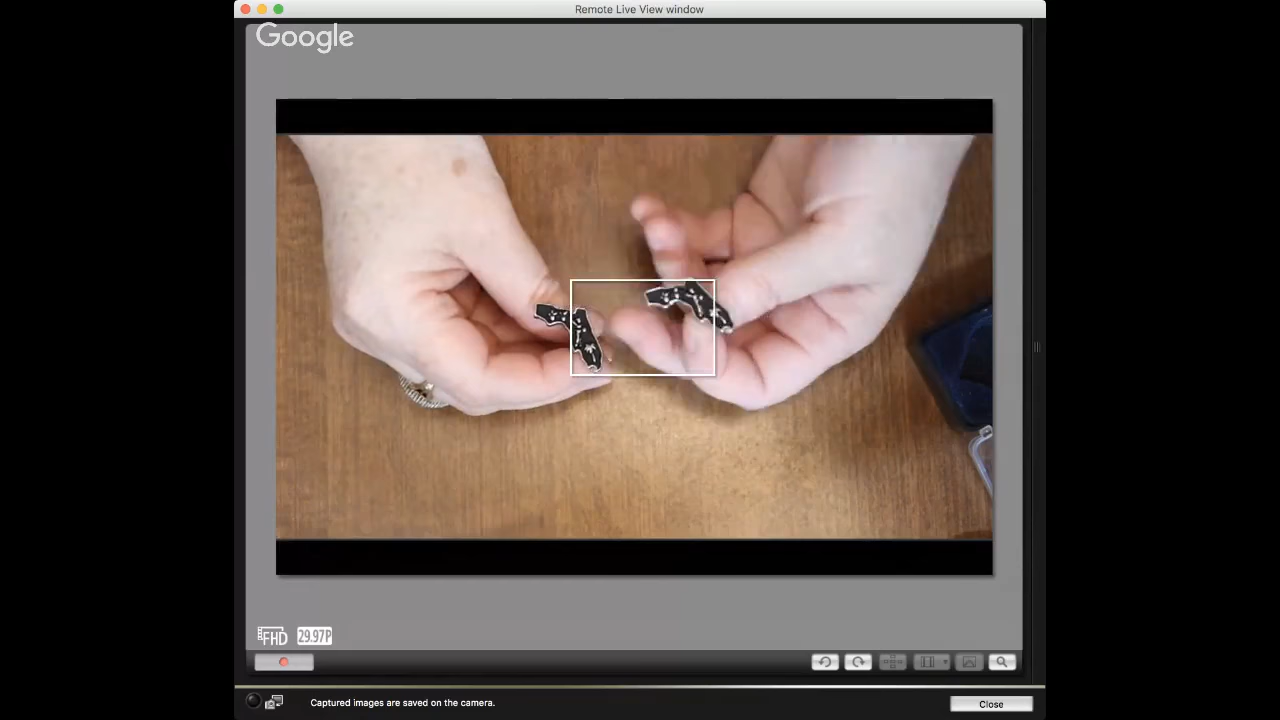 Remote Live View window
Google
FHD 29.97P
Captured images are saved on the camera.
Close